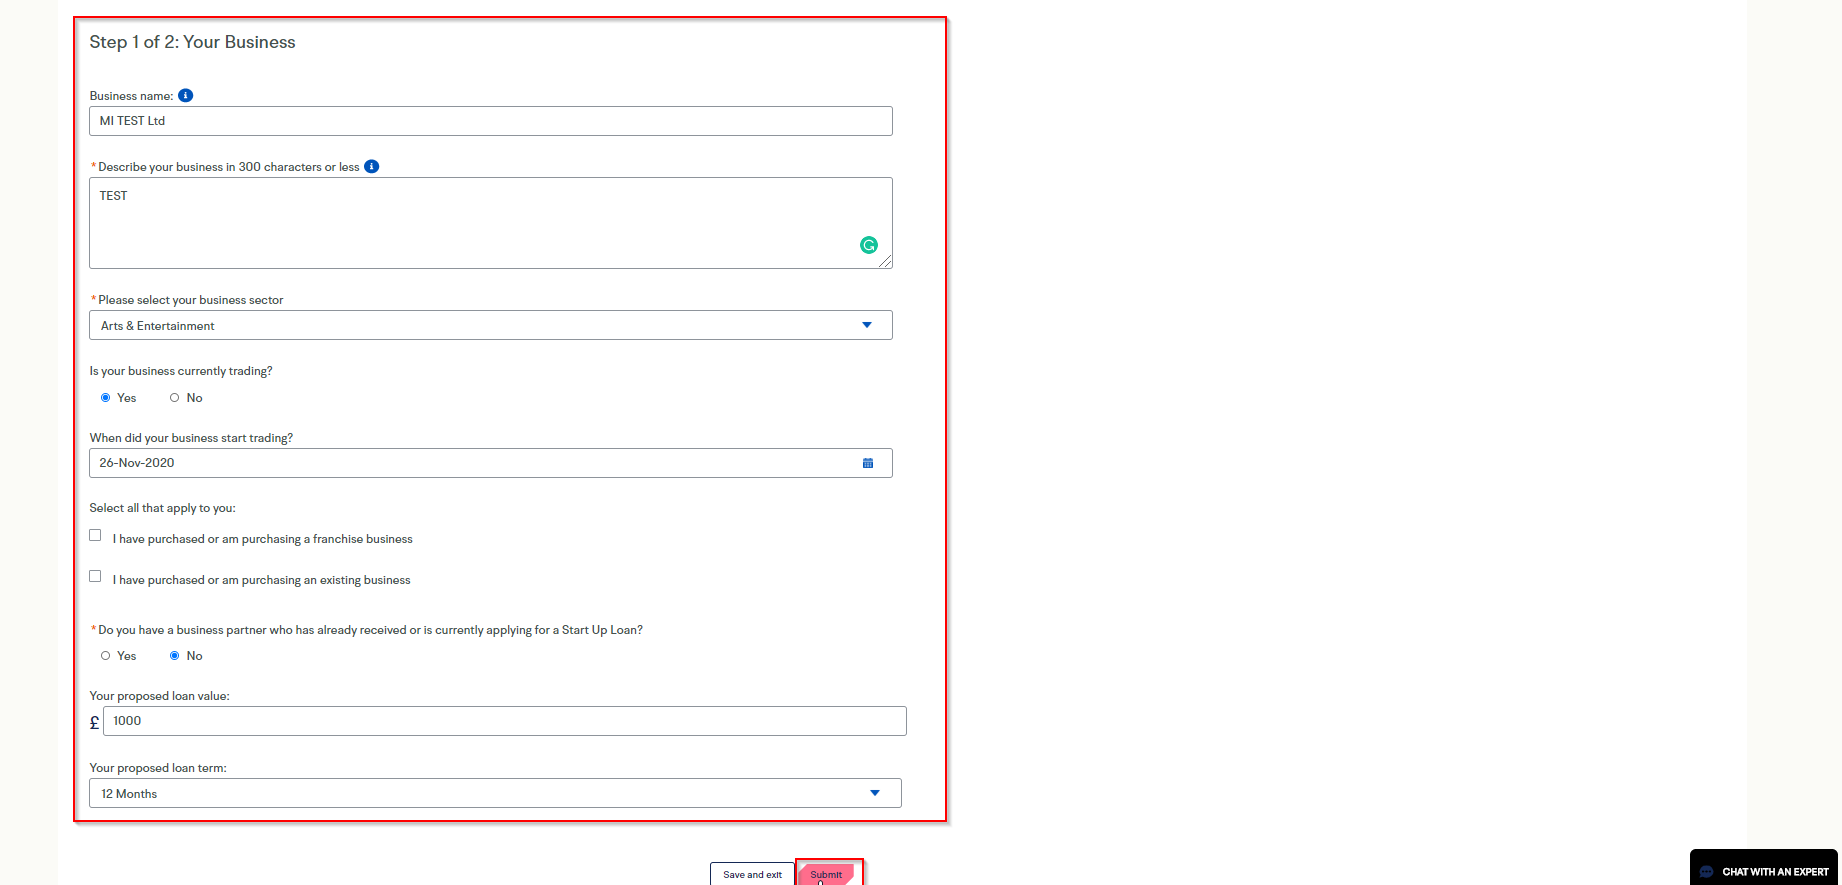 Step 1 of 2: Your Business
Business name:
MI TEST Ltd
* Describe your business in 300 characters or less
TEST
* Please select your business sector
Arts & Entertainment
Is your business currently trading?
Yes No
When did your business start trading?
26-Nov-2020
Select all that apply to you:
I have purchased or am purchasing a franchise business
I have purchased or am purchasing an existing business
* Do you have a business partner who has already received or is currently applying for a Start Up Loan?
Yes No
Your proposed loan value:
£ 1000
Your proposed loan term:
12 Months
Save and exit Submit
CHAT WITH AN EXPERT